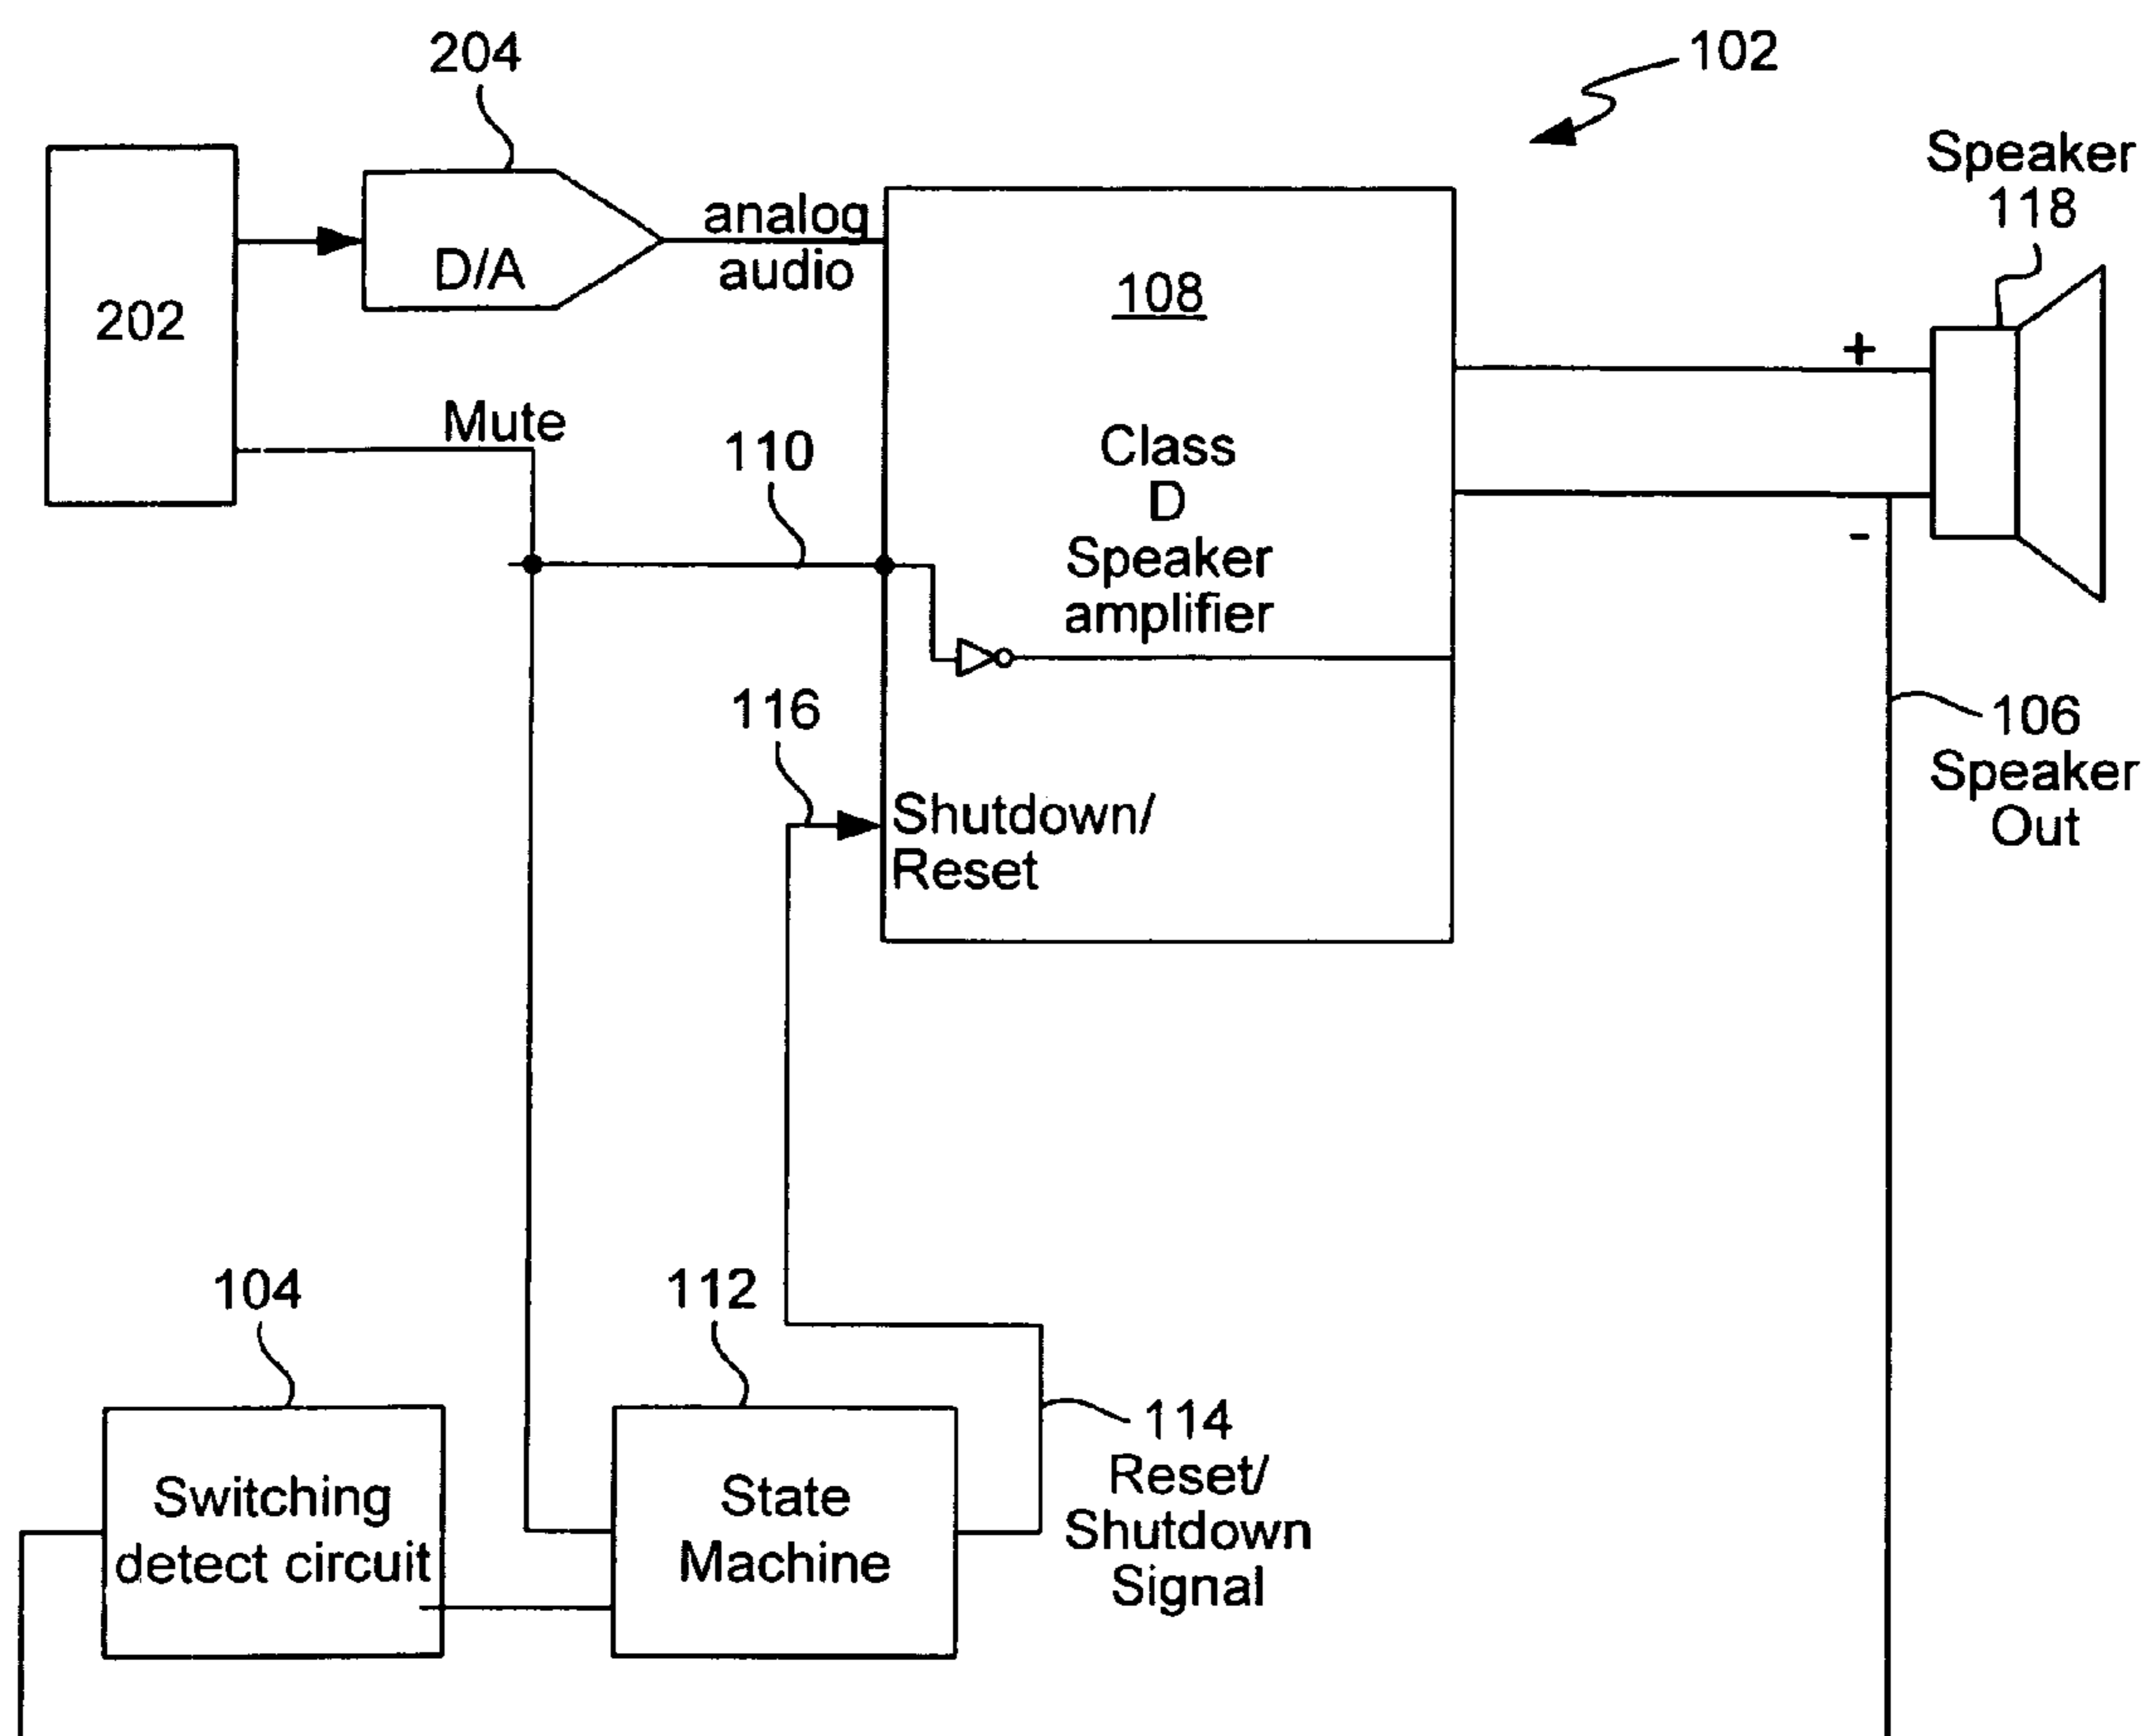 204
102
Speaker
118
202
D/A
analog
audio
108
+
Mute
110
Class
D
Speaker
amplifier
-
116
Shutdown/
Reset
106
Speaker
Out
104
112
114
Reset/
Shutdown
Signal
Switching
detect circuit
State
Machine